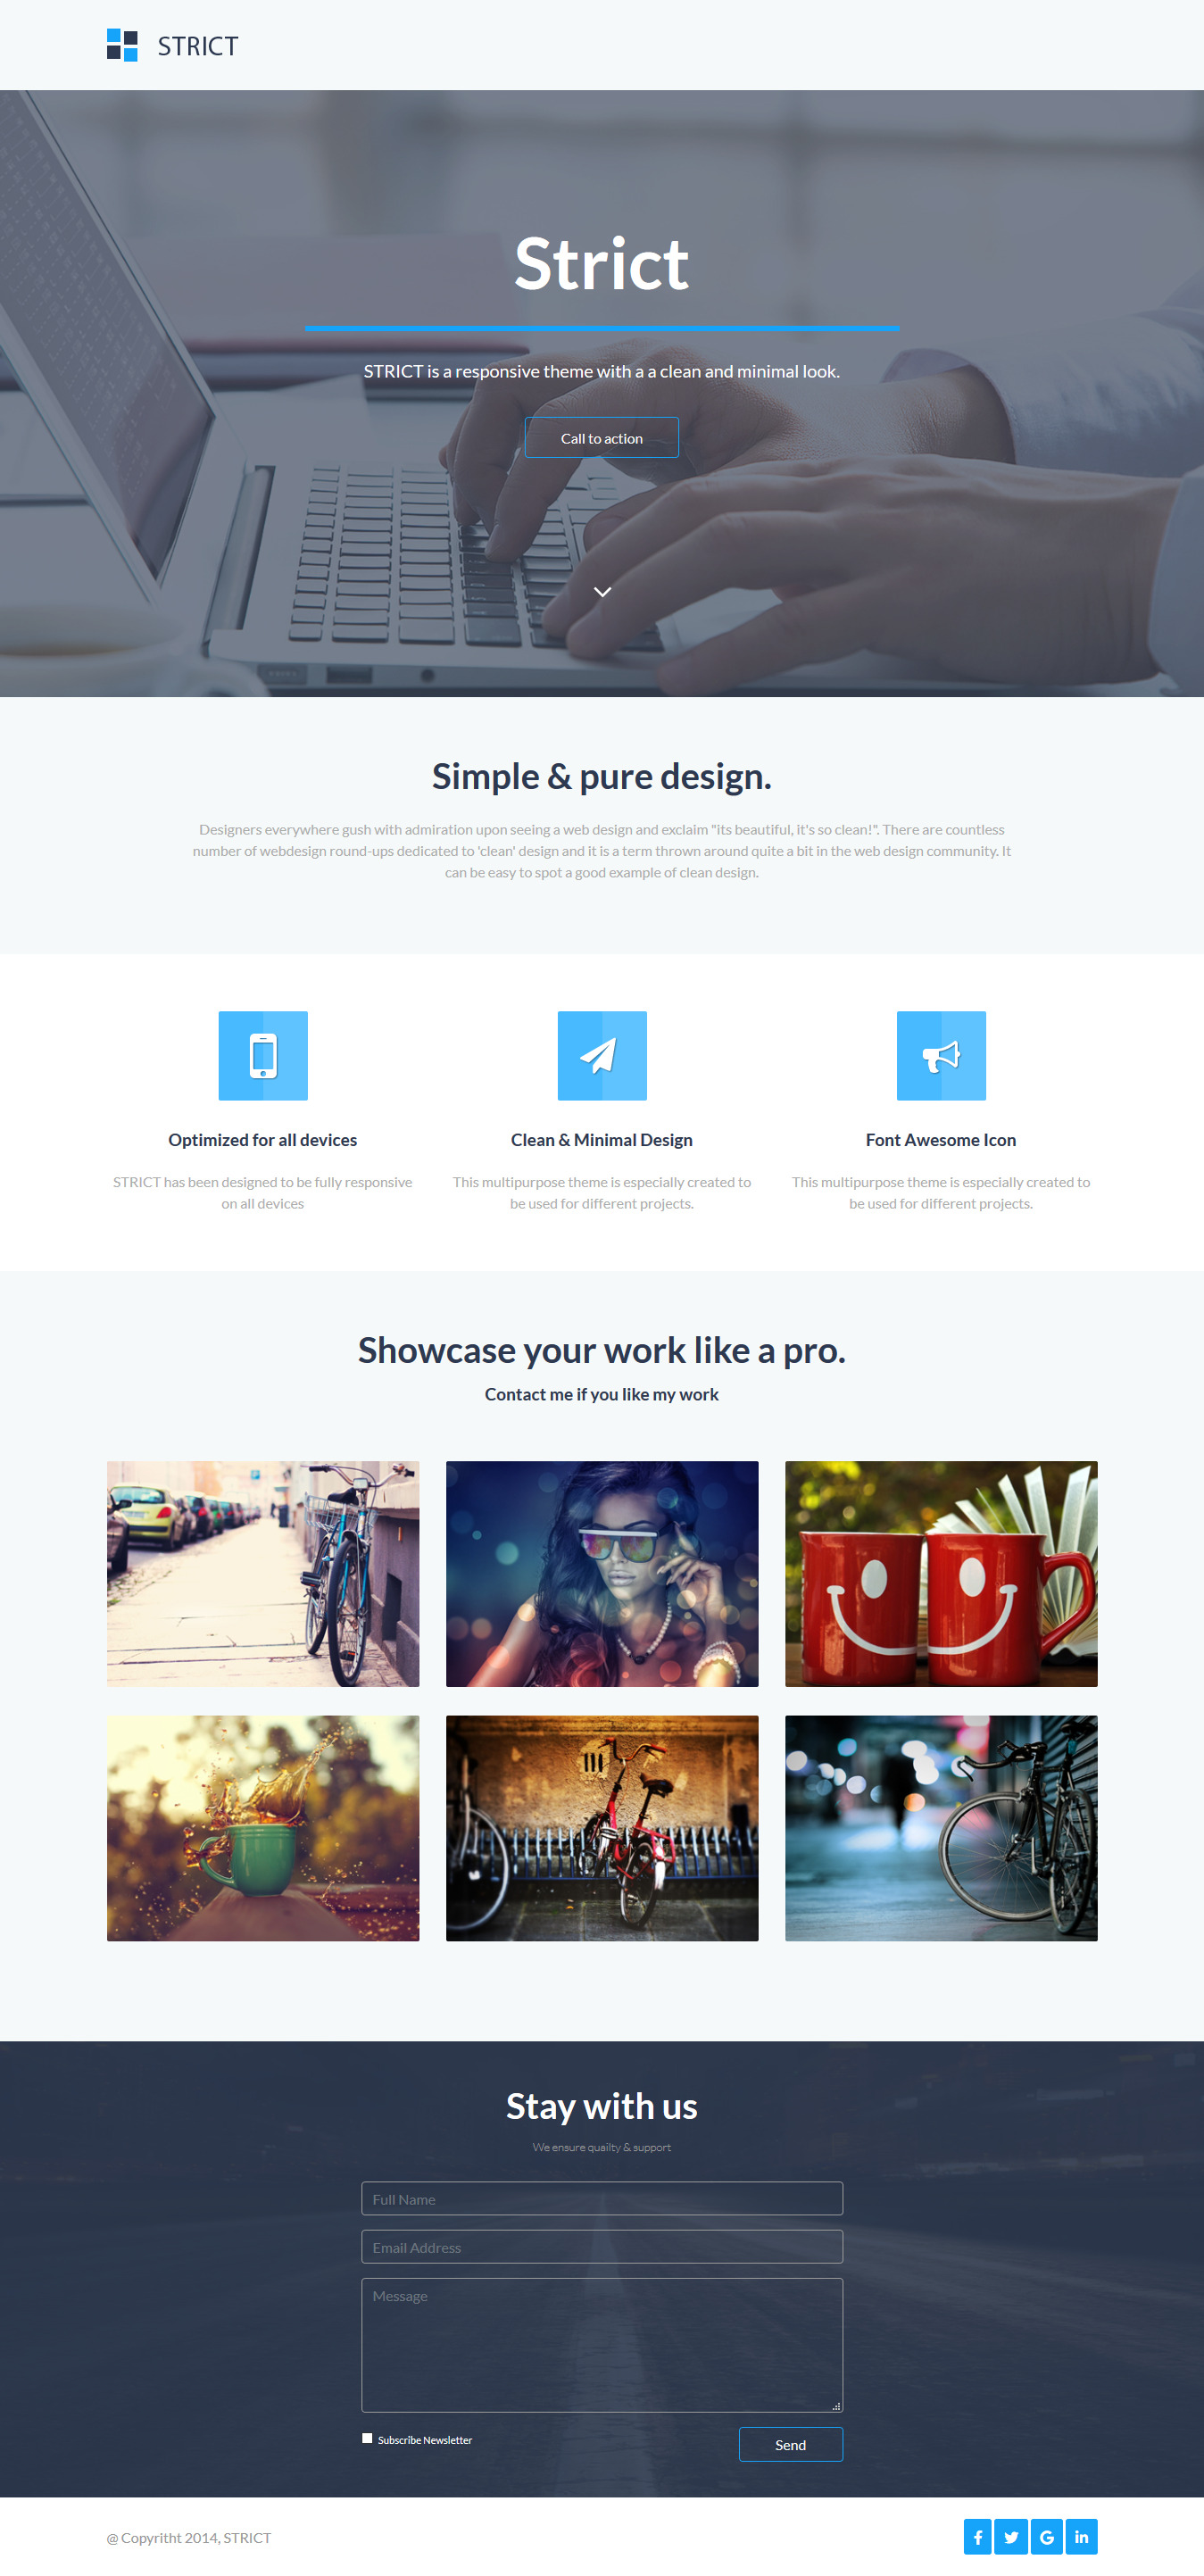 STRICT
Strict
STRICT is a responsive theme with a a clean and minimal look.
Call to action
Simple & pure design.
Designers everywhere gush with admiration upon seeing a web design and exclaim "its beautiful, it's so clean!". There are countless
number of webdesign round-ups dedicated to 'clean' design and it is a term thrown around quite a bit in the web design community. It
can be easy to spot a good example of clean design.
Optimized for all devices
STRICT has been designed to be fully responsive
on all devices
Clean & Minimal Design
This multipurpose theme is especially created to
be used for different projects.
Font Awesome Icon
This multipurpose theme is especially created to
be used for different projects.
Showcase your work like a pro.
Contact me if you like my work
Stay with us
We ensure quailty & support
Full Name
Email Address
Message
Subscribe Newsletter
Send
@ Copyritht 2014, STRICT